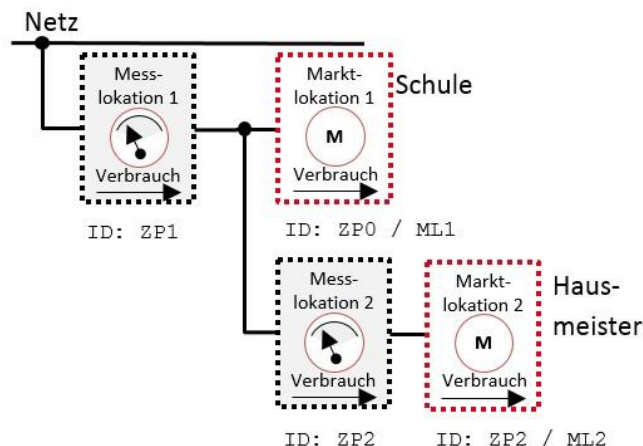 Netz
Mess-
lokation 1
Verbrauch
ID: ZP1
Markt-
lokation 1
M
Verbrauch
Schule
ID: ZP0 / ML1
Mess-
lokation 2
Verbrauch
ID: ZP2
Markt-
lokation 2
M
Verbrauch
Haus-
meister
ID: ZP2 / ML2